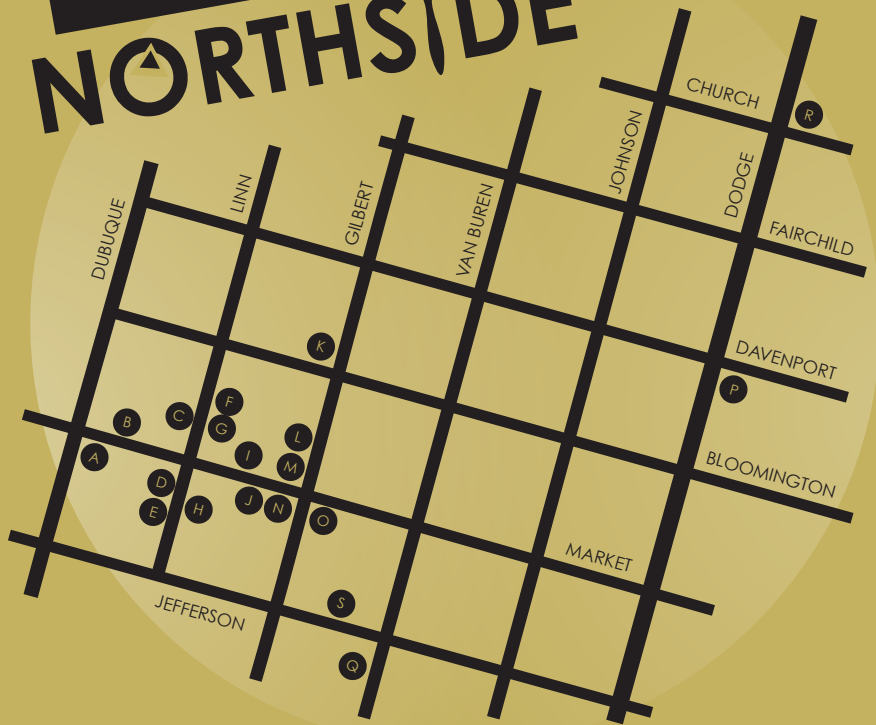 NORTHSIDE
CHURCH
R
JOHNSON
DODGE
LINN
GILBERT
VAN BUREN
DUBUQUE
FAIRCHILD
K
DAVENPORT
P
F
B
C
G
L
A
I
M
BLOOMINGTON
D
J
E
H
N
O
MARKET
JEFFERSON
S
Q